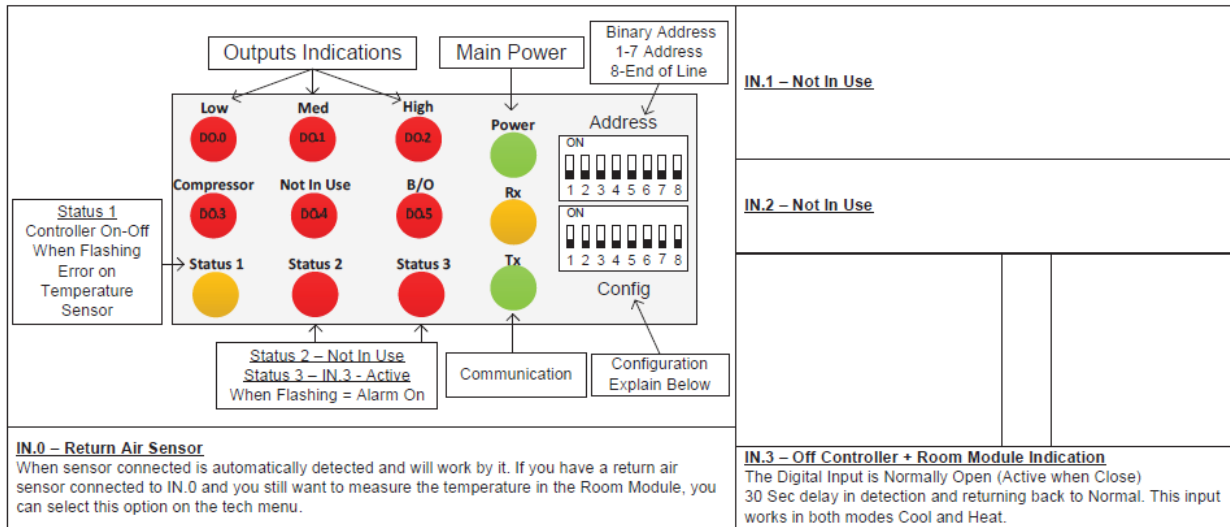 Outputs Indications
Main Power
Binary Address
1-7 Address
8-End of Line
Low Med High
DO.0 DO.1 DO.2
Power
Address
ON
1 2 3 4 5 6 7 8
Compressor Not In Use B/O
DO.3 DO.4 DO.5
Rx
ON
1 2 3 4 5 6 7 8
Config
Status 1 Status 2 Status 3
Tx
Status 1
Controller On-Off
When Flashing
Error on
Temperature
Sensor
Status 2 – Not In Use
Status 3 – IN.3 - Active
When Flashing = Alarm On
Communication
Configuration
Explain Below
IN.0 – Return Air Sensor
When sensor connected is automatically detected and will work by it. If you have a return air
sensor connected to IN.0 and you still want to measure the temperature in the Room Module, you
can select this option on the tech menu.
IN.1 – Not In Use
IN.2 – Not In Use
IN.3 – Off Controller + Room Module Indication
The Digital Input is Normally Open (Active when Close)
30 Sec delay in detection and returning back to Normal. This input
works in both modes Cool and Heat.